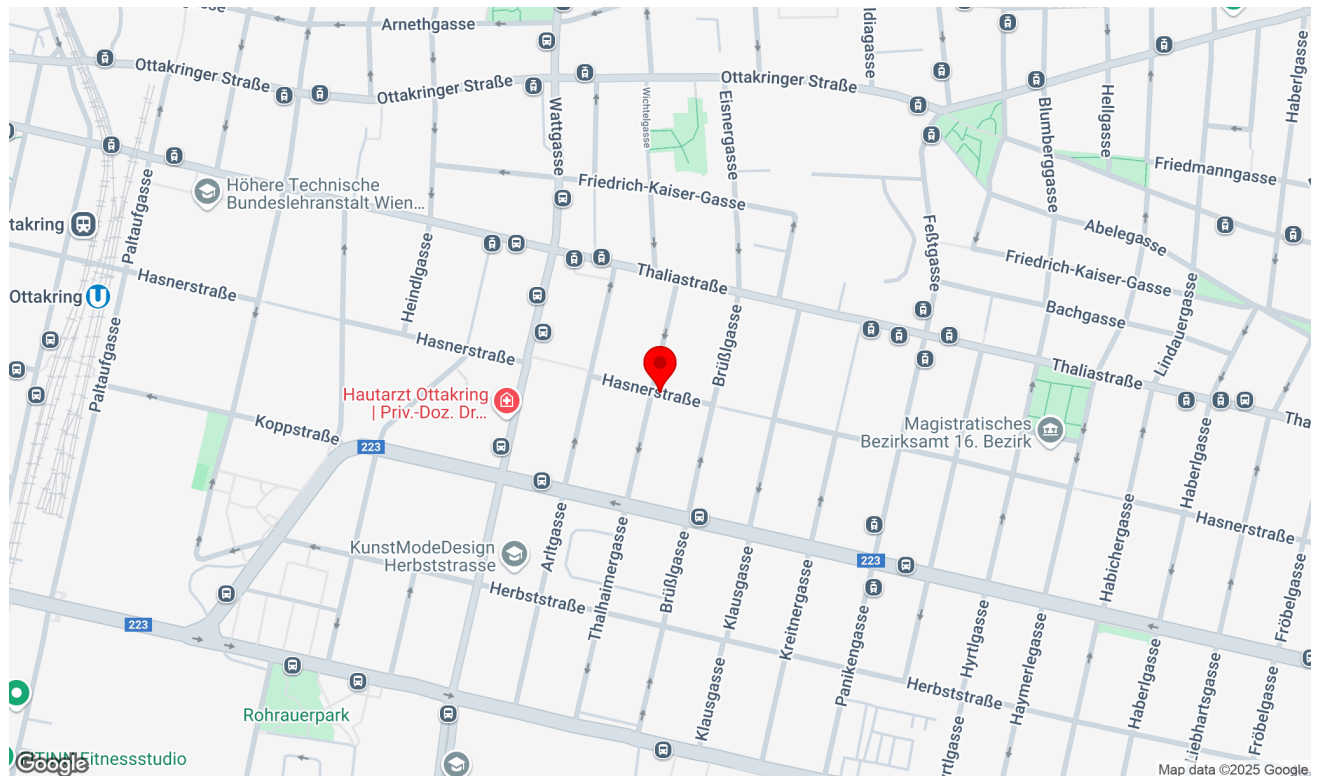 Arnethgasse
Ottakringer Straße
Ottakringer Straße
Ottakringer Straße
Wattgasse
Wichtelgasse
Eisnergasse
Blumberggasse
Hellgasse
Haberlgasse
Friedmanngasse
Höhere Technische
Bundeslehranstalt Wien...
Friedrich-Kaiser-Gasse
Paltaufgasse
Heindlgasse
Feßtgasse
Abelegasse
Friedrich-Kaiser-Gasse
Hasnerstraße
Ottakring
Thaliastraße
Bachgasse
Lindauergasse
Hasnerstraße
Brüßlgasse
Thaliastraße
Paltaufgasse
Hautarzt Ottakring
| Priv.-Doz. Dr...
Hasnerstraße
Koppstraße
223
Magistratisches
Bezirksamt 16. Bezirk
Haberlgasse
Hasnerstraße
KunstModeDesign
Herbststrasse
Arltgasse
Thalhaimergasse
Brüßlgasse
Klausgasse
Kreitnergasse
223
Habichergasse
Fröbelgasse
Herbststraße
223
Panikengasse
Hyrtlgasse
Haymerlegasse
Herbststraße
Klausgasse
Haberlgasse
Liebhartsgasse
Fröbelgasse
Rohrauerpark
Fitnessstudio
Google
Map data ©2025 Google